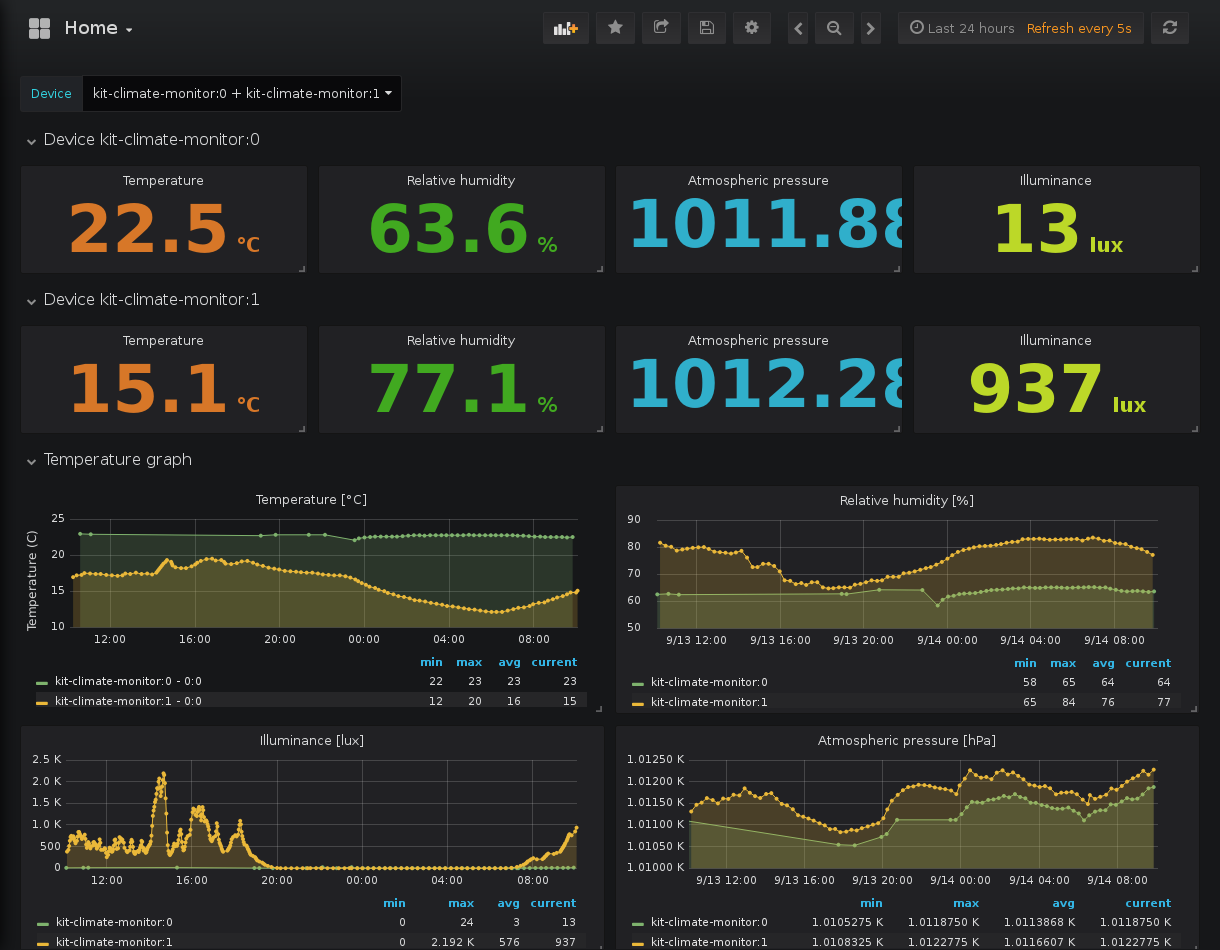 Home
Last 24 hours Refresh every 5s
Device kit-climate-monitor:0 + kit-climate-monitor:1
Device kit-climate-monitor:0
Temperature Relative humidity Atmospheric pressure Illuminance
22.5 °C 63.6 % 1011.88 13 lux
Device kit-climate-monitor:1
Temperature Relative humidity Atmospheric pressure Illuminance
15.1 °C 77.1 % 1012.28 937 lux
Temperature graph
Temperature [°C]
Temperature (C)
25
20
15
10
12:00 16:00 20:00 00:00 04:00 08:00
min max avg current
kit-climate-monitor:0 - 0:0 22 23 23 23
kit-climate-monitor:1 - 0:0 12 20 16 15
Relative humidity [%]
90
80
70
60
50
9/13 12:00 9/13 16:00 9/13 20:00 9/14 00:00 9/14 04:00 9/14 08:00
min max avg current
kit-climate-monitor:0 58 65 64 64
kit-climate-monitor:1 65 84 76 77
Illuminance [lux]
2.5 K
2.0 K
1.5 K
1.0 K
500
0
12:00 16:00 20:00 00:00 04:00 08:00
min max avg current
kit-climate-monitor:0 0 24 3 13
kit-climate-monitor:1 0 2.192 K 576 937
Atmospheric pressure [hPa]
1.01250 K
1.01200 K
1.01150 K
1.01100 K
1.01050 K
1.01000 K
9/13 12:00 9/13 16:00 9/13 20:00 9/14 00:00 9/14 04:00 9/14 08:00
min max avg current
kit-climate-monitor:0 1.0105275 K 1.0118750 K 1.0113868 K 1.0118750 K
kit-climate-monitor:1 1.0108325 K 1.0122775 K 1.0116607 K 1.0122775 K